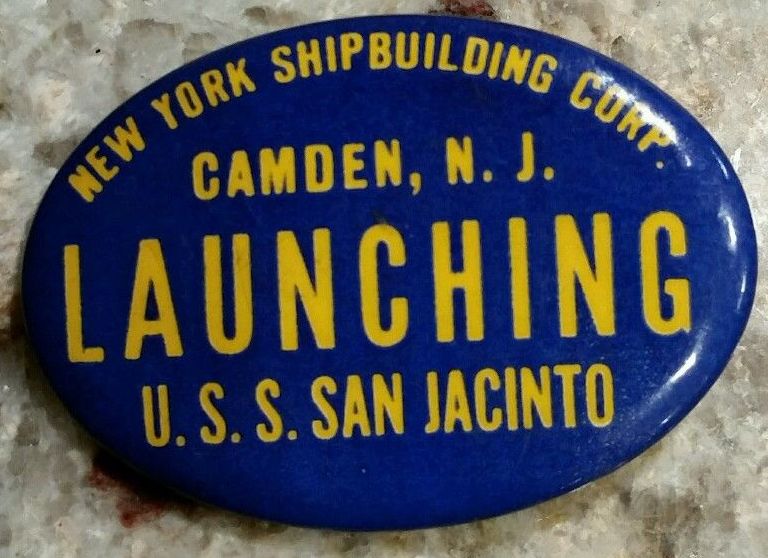 NEW YORK SHIPBUILDING CORP.
CAMDEN, N. J.
LAUNCHING
U. S. S. SAN JACINTO